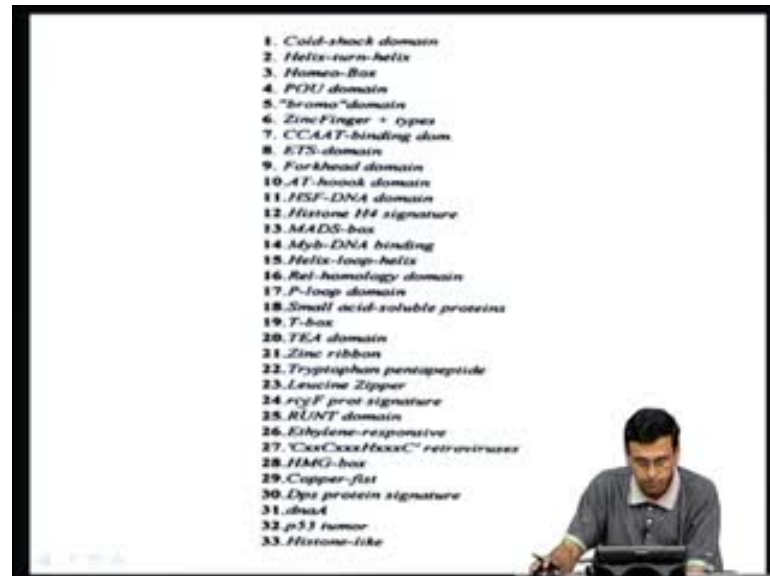 1. Cold-shock domain
2. Helix-turn-helix
3. Homeo-Box
4. POU domain
5."bromo"domain
6. ZincFinger + types
7. CCAAT-binding dom.
8. ETS-domain
9. Forkhead domain
10.AT-hoook domain
11.HSF-DNA domain
12.Histone H4 signature
13.MADS-box
14.Myb-DNA binding
15.Helix-loop-helix
16.Rel-homology domain
17.P-loop domain
18.Small acid-soluble proteins
19.T-box
20.TEA domain
21.Zinc ribbon
22.Tryptophan pentapeptide
23.Leucine Zipper
24. prot signature
25.RUNT domain
26.Ethylene-responsive
27.'CxxCxxxHxxxC' retroviruses
28.HMG-box
29.Copper-fist
30.Dps protein signature
31.dnaA
32.p53 tumor
33.Histone-like